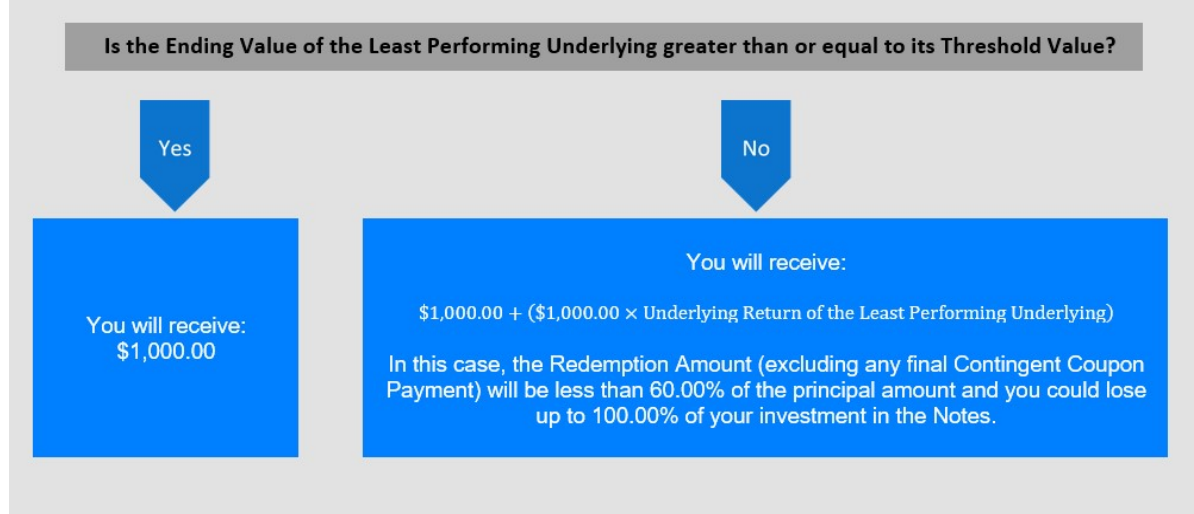 Is the Ending Value of the Least Performing Underlying greater than or equal to its Threshold Value?
Yes
No
You will receive:
$1,000.00
You will receive:
$1,000.00 + ($1,000.00 × Underlying Return of the Least Performing Underlying)
In this case, the Redemption Amount (excluding any final Contingent Coupon
Payment) will be less than 60.00% of the principal amount and you could lose
up to 100.00% of your investment in the Notes.